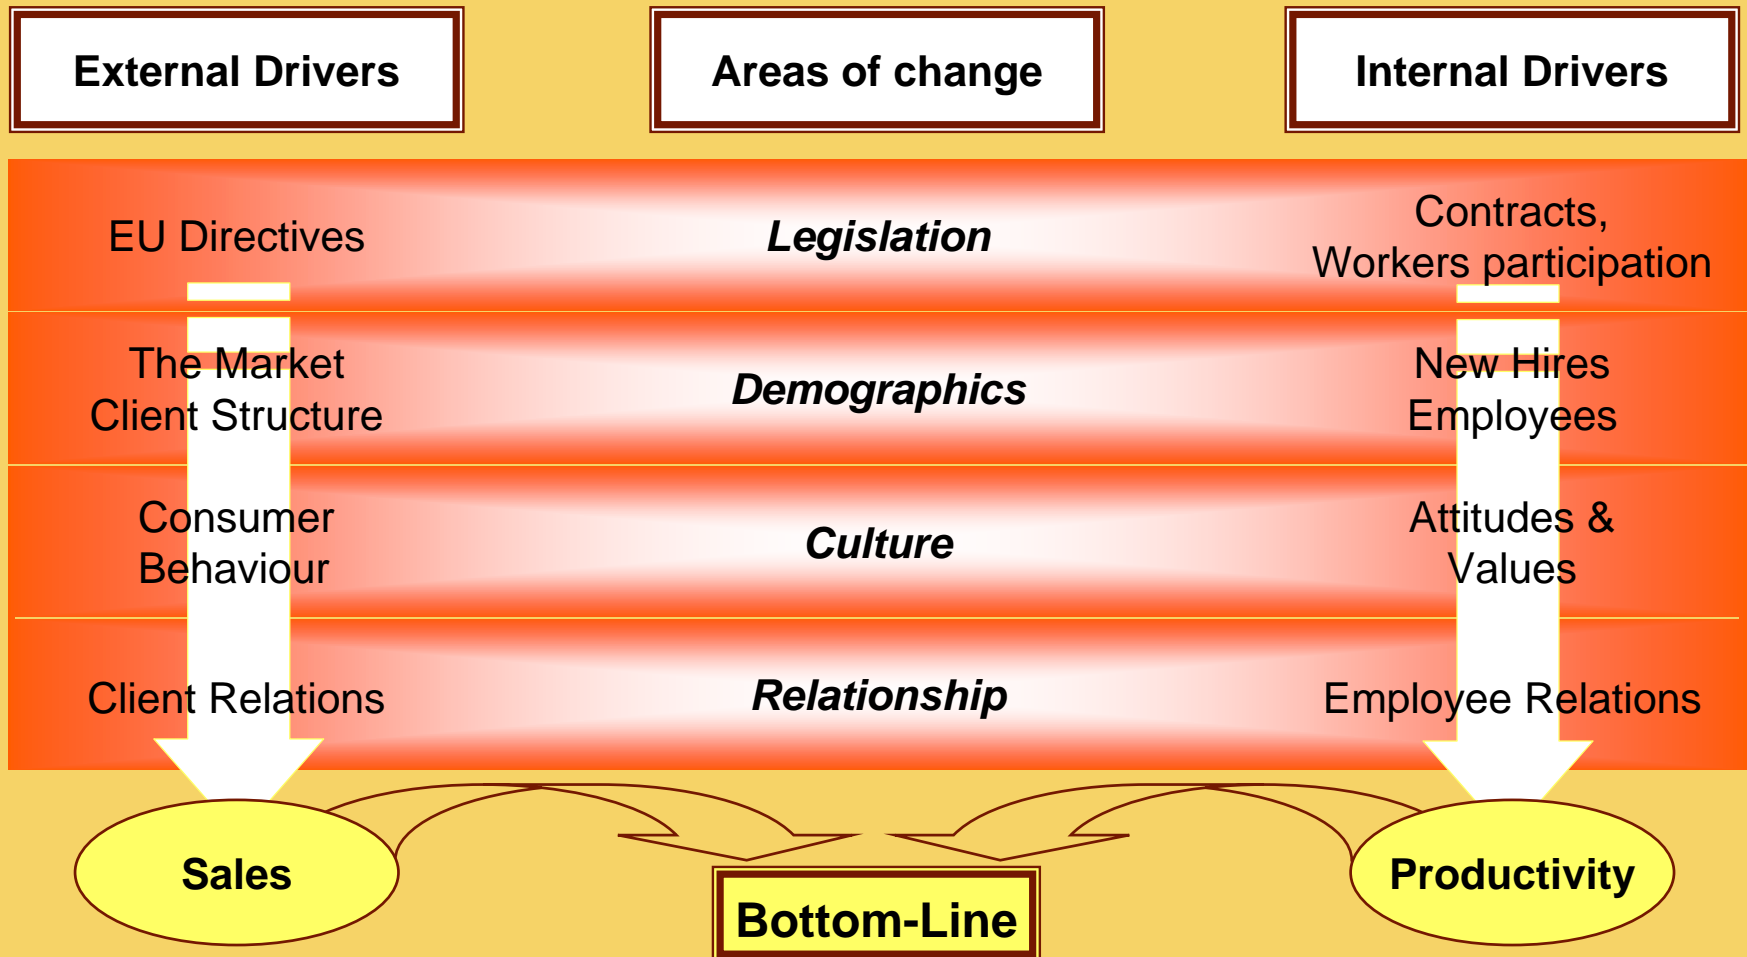 External Drivers
Areas of change
Internal Drivers
EU Directives
Legislation
Contracts,
Workers participation
The Market
Client Structure
Demographics
New Hires
Employees
Consumer
Behaviour
Culture
Attitudes &
Values
Client Relations
Relationship
Employee Relations
Sales
Productivity
Bottom-Line